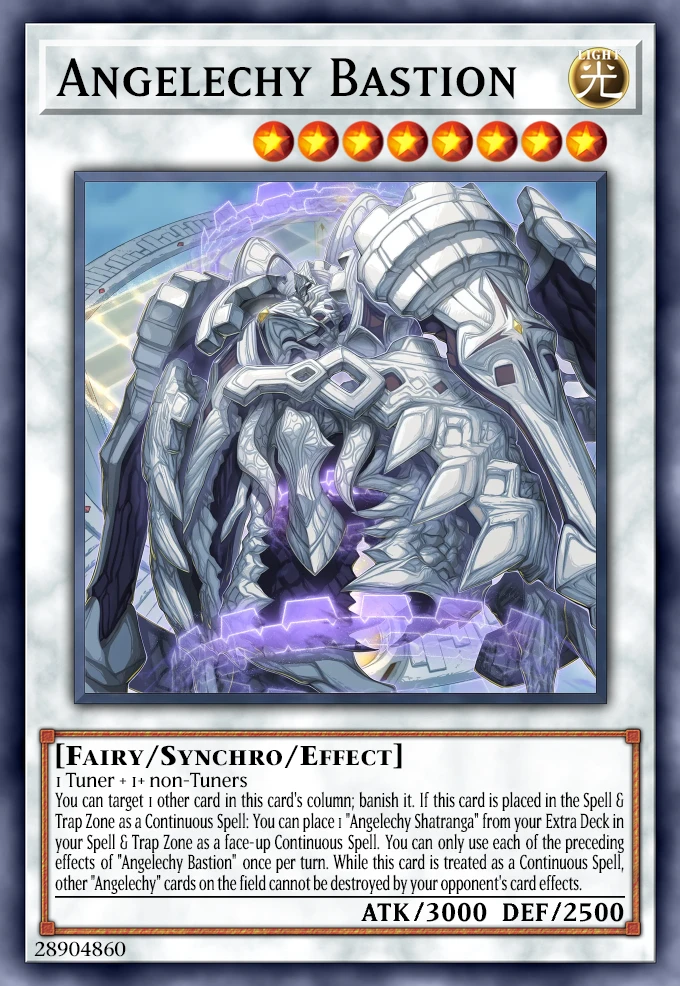 Angelechy Bastion
LIGHT
光
[Fairy/Synchro/Effect]
1 Tuner + 1+ non-Tuners
You can target 1 other card in this card's column; banish it. If this card is placed in the Spell &
Trap Zone as a Continuous Spell: You can place 1 "Angelechy Shatranga" from your Extra Deck in
your Spell & Trap Zone as a face-up Continuous Spell. You can only use each of the preceding
effects of "Angelechy Bastion" once per turn. While this card is treated as a Continuous Spell,
other "Angelechy" cards on the field cannot be destroyed by your opponent's card effects.
ATK/3000 DEF/2500
28904860